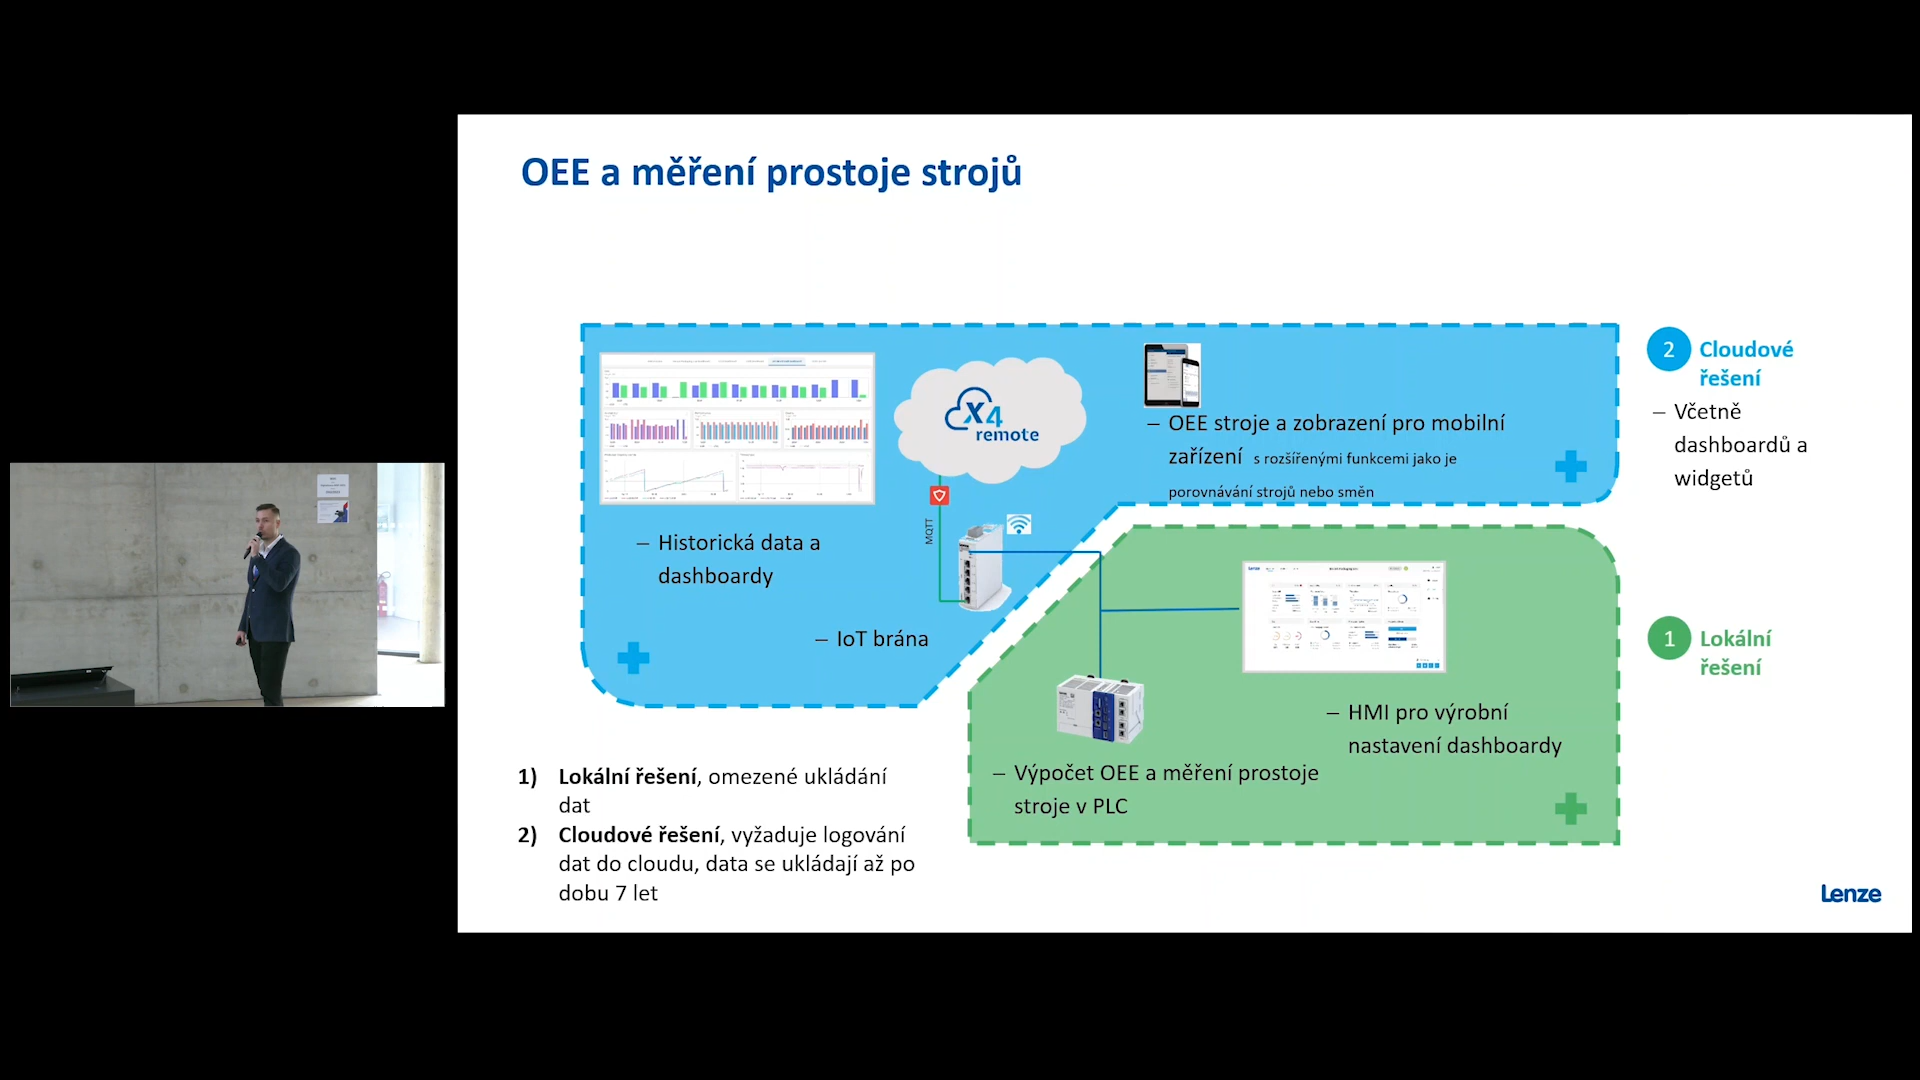 OEE a měření prostoje strojů
X4
remote
MQTT
– OEE stroje a zobrazení pro mobilní
zařízení s rozšířenými funkcemi jako je
porovnávání strojů nebo směn
– Historická data a
dashboardy
– IoT brána
2 Cloudové
řešení
– Včetně
dashboardů a
widgetů
1 Lokální
řešení
– HMI pro výrobní
nastavení dashboardy
– Výpočet OEE a měření prostoje
stroje v PLC
1) Lokální řešení, omezené ukládání
dat
2) Cloudové řešení, vyžaduje logování
dat do cloudu, data se ukládají až po
dobu 7 let
Lenze